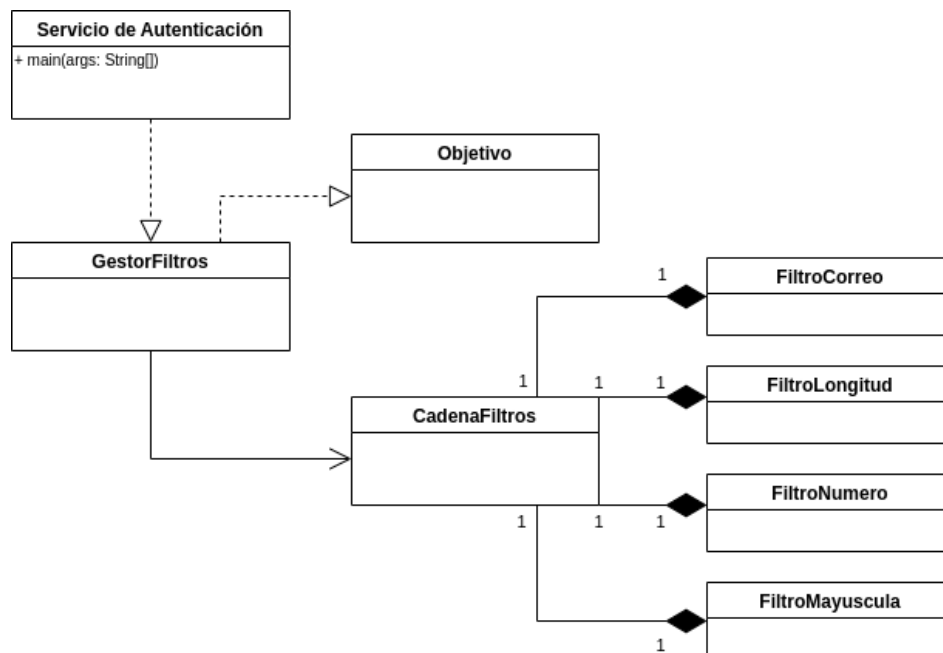 Servicio de Autenticación
+ main(args: String[])
Objetivo
GestorFiltros
1
FiltroCorreo
1
1
1
FiltroLongitud
CadenaFiltros
FiltroNumero
1
1
1
FiltroMayuscula
1